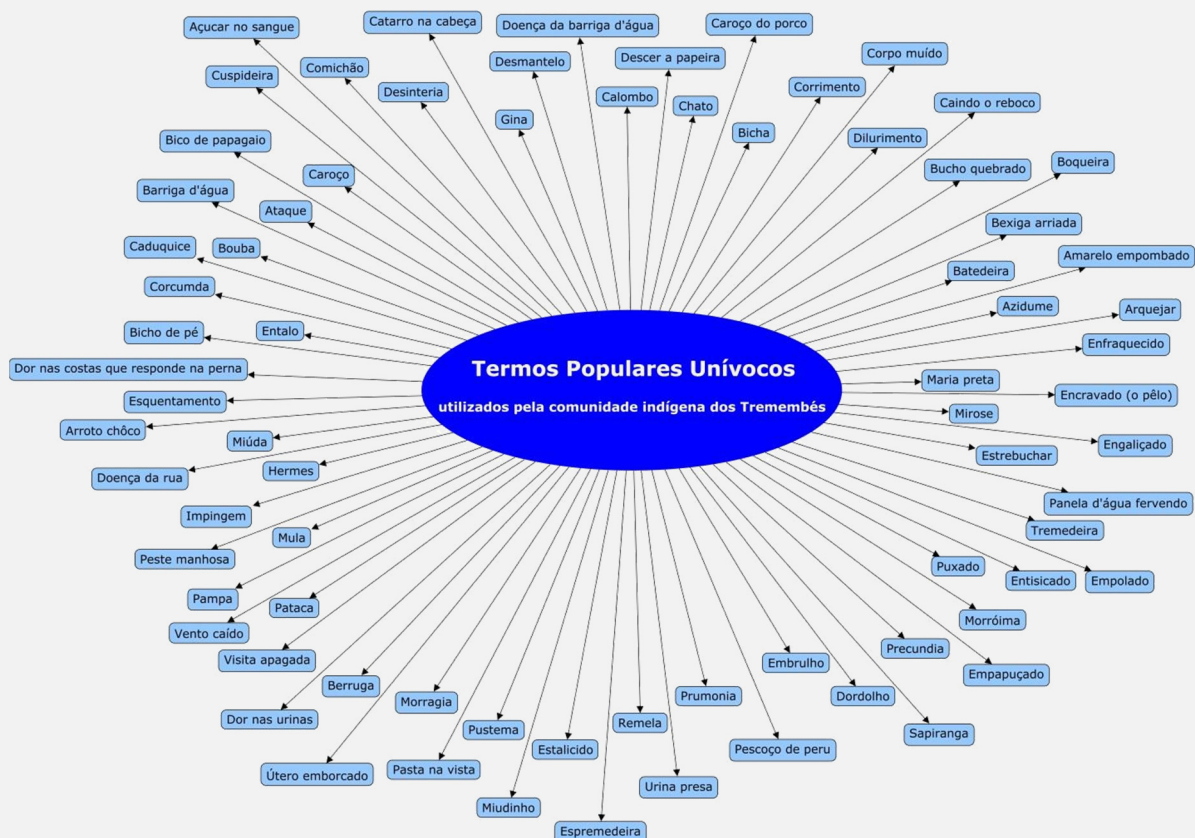 Açucar no sangue
Catarro na cabeça
Doença da barriga d'água
Caroço do porco
Cuspideira
Comichão
Desinteria
Desmantelo
Descer a papeira
Corpo muído
Gina
Calombo
Chato
Corrimento
Caindo o reboco
Bico de papagaio
Bicha
Dilurimento
Caroço
Bucho quebrado
Boqueira
Barriga d'água
Ataque
Bexiga arriada
Caduquice
Bouba
Amarelo empombado
Corcumda
Batedeira
Bicho de pé
Entalo
Azidume
Arquejar
Enfraquecido
Termos Populares Unívocos
utilizados pela comunidade indígena dos Tremembés
Dor nas costas que responde na perna
Maria preta
Encravado (o pêlo)
Esquentamento
Mirose
Arroto chôco
Miúda
Engaliçado
Estrebuchar
Doença da rua
Hermes
Panela d'água fervendo
Impingem
Tremedeira
Mula
Peste manhosa
Puxado
Entisicado
Empolado
Pampa
Pataca
Morróima
Vento caído
Visita apagada
Precundia
Embrulho
Empapuçado
Berruga
Morragia
Prumonia
Dordolho
Dor nas urinas
Pustema
Remela
Sapiranga
Estalicido
Pescoço de peru
Útero emborcado
Pasta na vista
Urina presa
Miudinho
Espremedeira